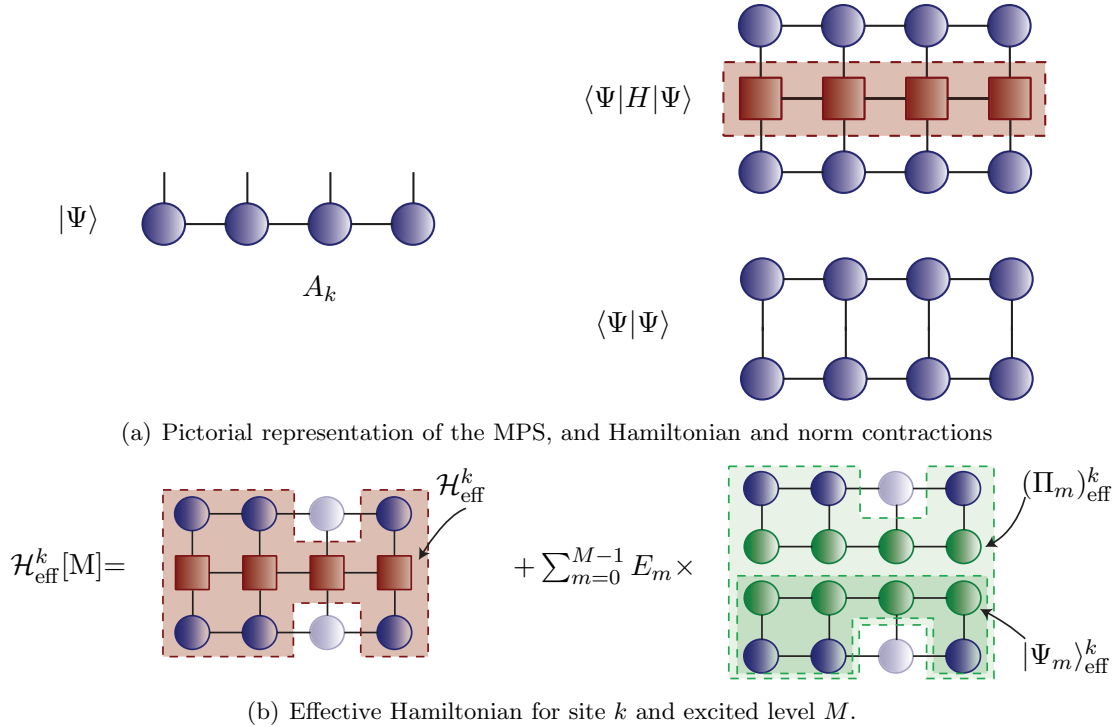 ⟨Ψ|H|Ψ⟩
|Ψ⟩
A_k
⟨Ψ|Ψ⟩
(a) Pictorial representation of the MPS, and Hamiltonian and norm contractions
ℋ^k_eff
(Π_m)^k_eff
ℋ^k_eff[M]= + ∑^{M−1}_{m=0} E_m ×
|Ψ_m⟩^k_eff
(b) Effective Hamiltonian for site k and excited level M.